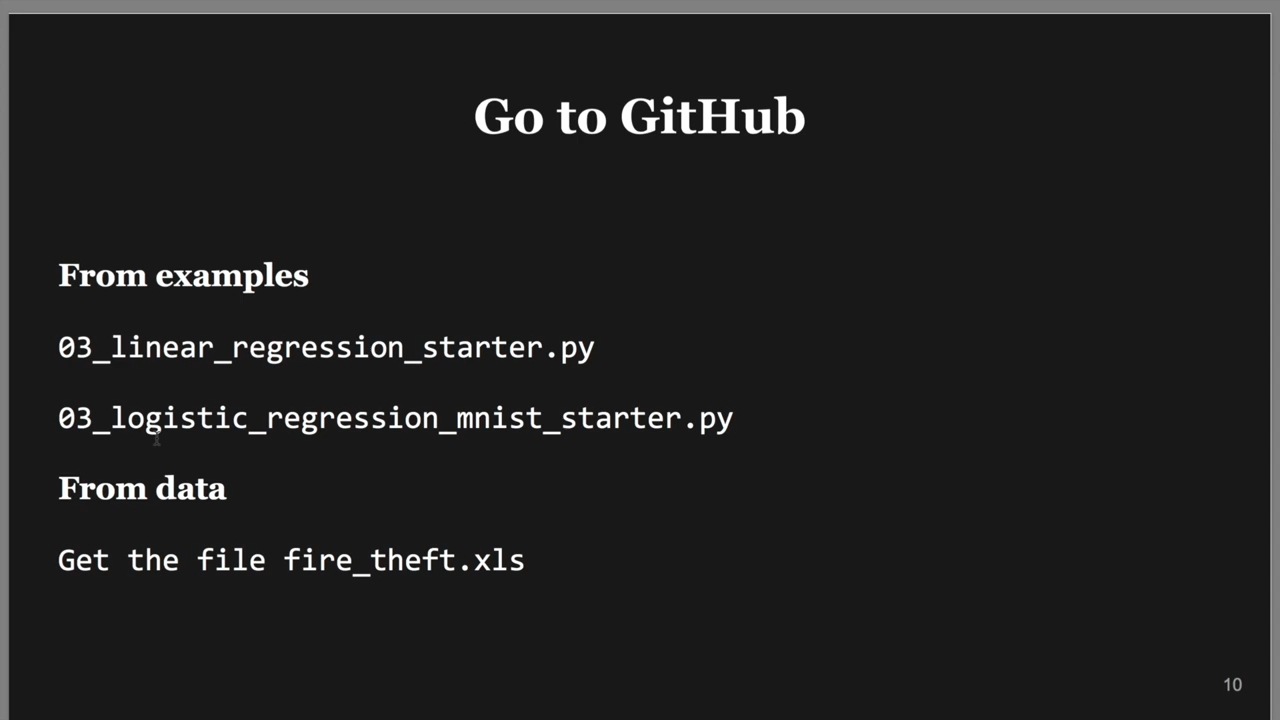 Go to GitHub
From examples
03_linear_regression_starter.py
03_logistic_regression_mnist_starter.py
From data
Get the file fire_theft.xls
10